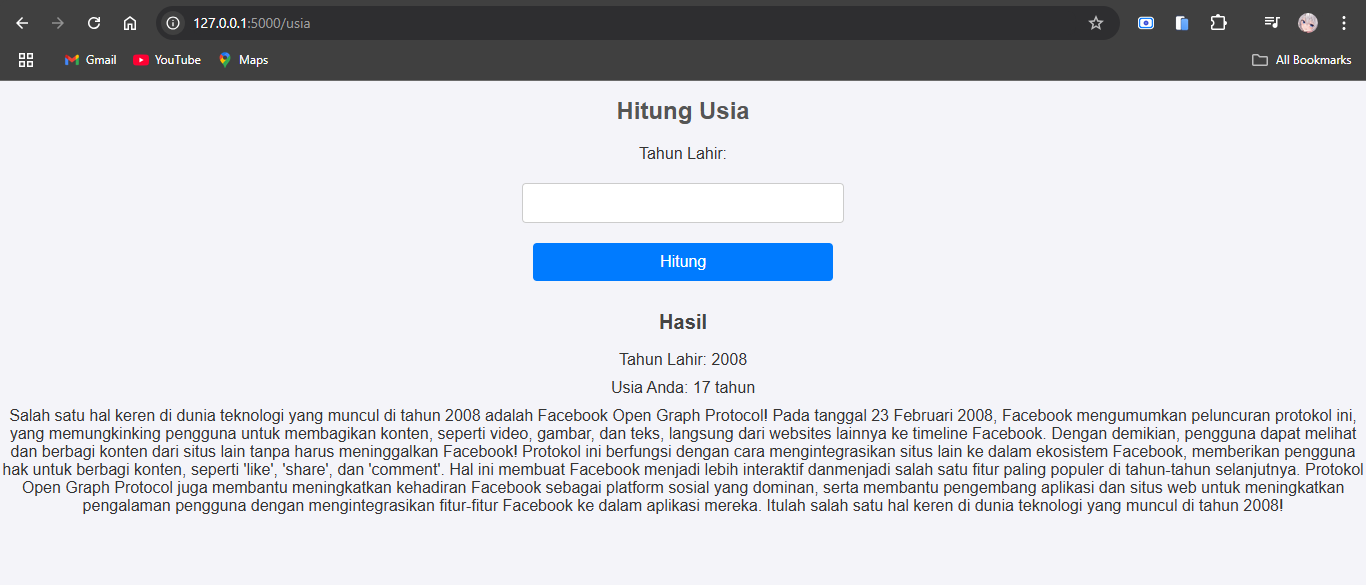 127.0.0.1:5000/usia
Gmail YouTube Maps All Bookmarks
Hitung Usia
Tahun Lahir:
Hitung
Hasil
Tahun Lahir: 2008
Usia Anda: 17 tahun
Salah satu hal keren di dunia teknologi yang muncul di tahun 2008 adalah Facebook Open Graph Protocol! Pada tanggal 23 Februari 2008, Facebook mengumumkan peluncuran protokol ini,
yang memungkinking pengguna untuk membagikan konten, seperti video, gambar, dan teks, langsung dari websites lainnya ke timeline Facebook. Dengan demikian, pengguna dapat melihat
dan berbagi konten dari situs lain tanpa harus meninggalkan Facebook! Protokol ini berfungsi dengan cara mengintegrasikan situs lain ke dalam ekosistem Facebook, memberikan pengguna
hak untuk berbagi konten, seperti 'like', 'share', dan 'comment'. Hal ini membuat Facebook menjadi lebih interaktif danmenjadi salah satu fitur paling populer di tahun-tahun selanjutnya. Protokol
Open Graph Protocol juga membantu meningkatkan kehadiran Facebook sebagai platform sosial yang dominan, serta membantu pengembang aplikasi dan situs web untuk meningkatkan
pengalaman pengguna dengan mengintegrasikan fitur-fitur Facebook ke dalam aplikasi mereka. Itulah salah satu hal keren di dunia teknologi yang muncul di tahun 2008!